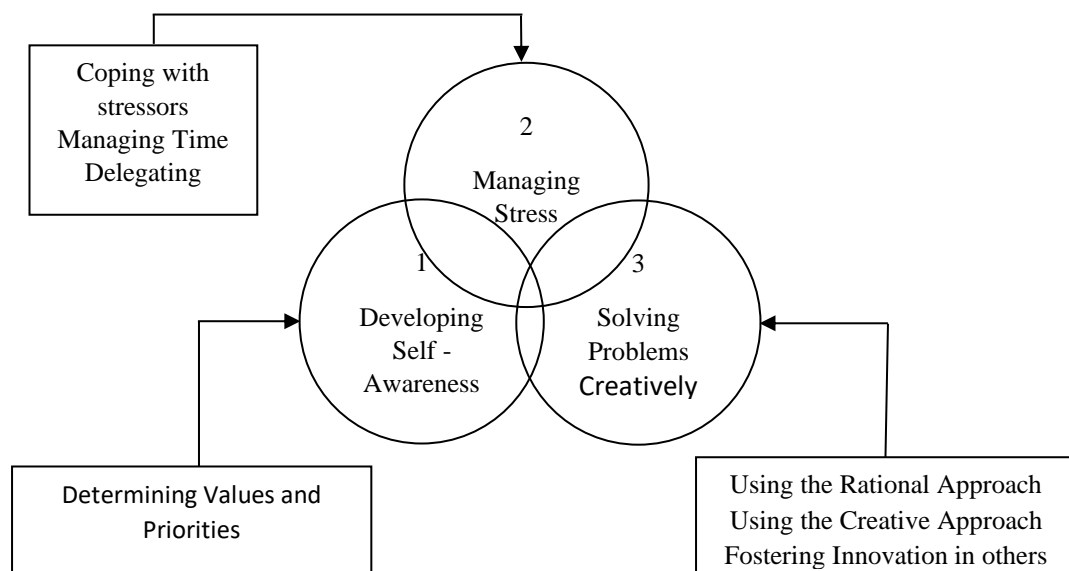 Coping with
stressors
Managing Time
Delegating
2
Managing
Stress
1
Developing
Self -
Awareness
3
Solving
Problems
Creatively
Determining Values and
Priorities
Using the Rational Approach
Using the Creative Approach
Fostering Innovation in others